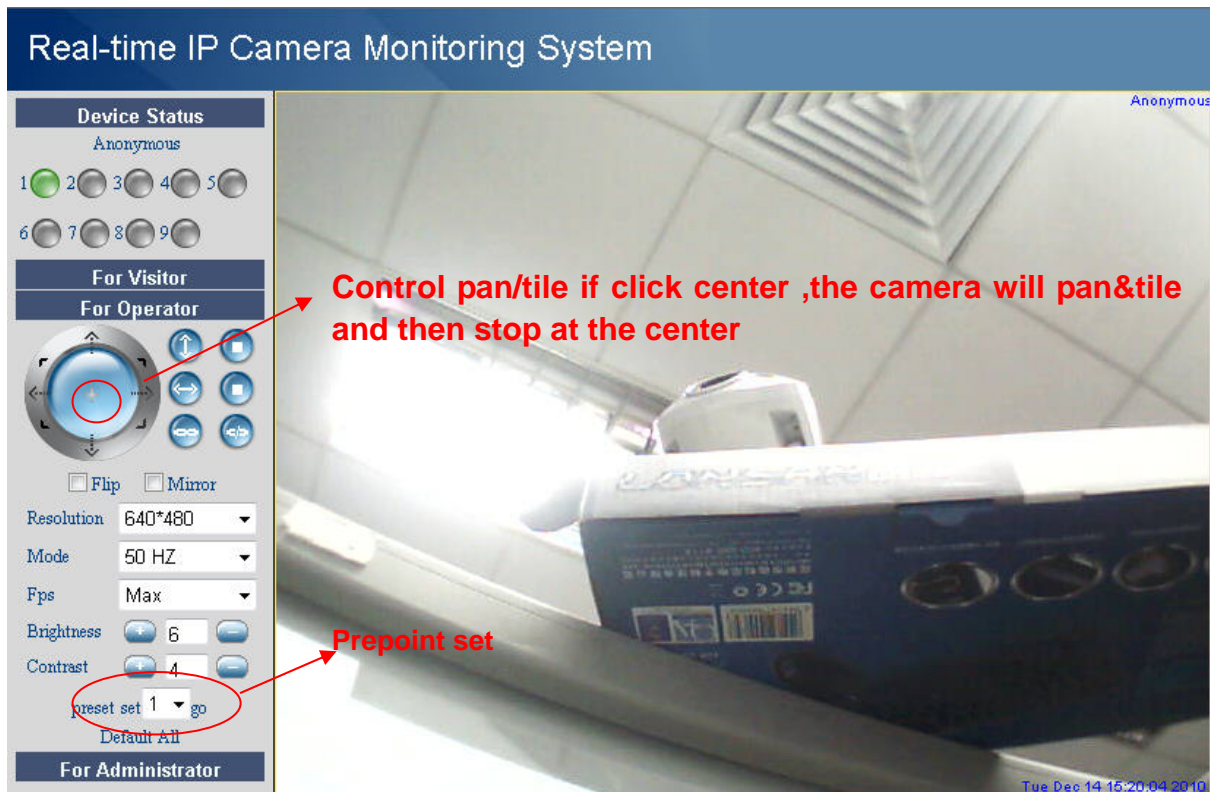 Real-time IP Camera Monitoring System
Device Status
Anonymous
1 2 3 4 5
6 7 8 9
For Visitor
For Operator
Flip Mirror
Resolution 640*480
Mode 50 HZ
Fps Max
Brightness + 6 -
Contrast + 4 -
preset set 1 go
Default All
For Administrator
Anonymous
Control pan/tile if click center ,the camera will pan&tile
and then stop at the center
Prepoint set
Tue Dec 14 15:20:04 2010